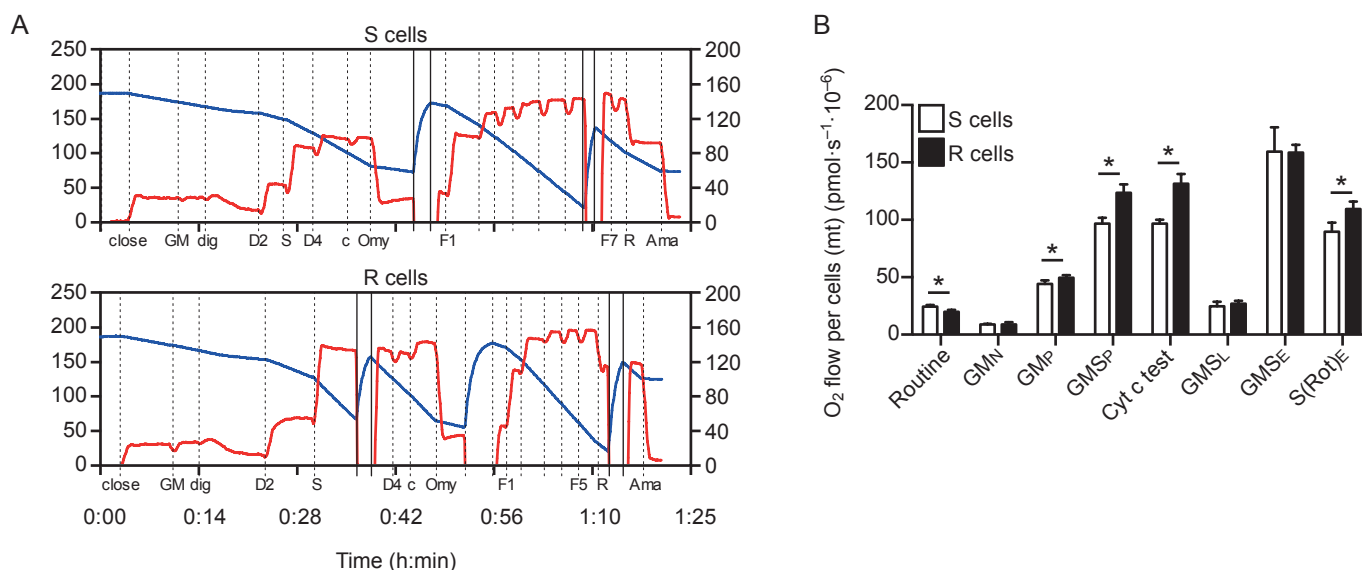 A
S cells
250
200
150
100
50
0
200
160
120
80
40
0
close GM dig D2 S D4 c Omy F1 F7 R Ama
R cells
250
200
150
100
50
0
200
160
120
80
40
0
close GM dig D2 S D4 c Omy F1 F5 R Ama
0:00 0:14 0:28 0:42 0:56 1:10 1:25
Time (h:min)
B
O₂ flow per cells (mt) (pmol·s⁻¹·10⁻⁶)
200
150
100
50
0
S cells
R cells
* * * * *
Routine
GMN
GMP
GMSP
Cyt c test
GMSL
GMSE
S(Rot)E